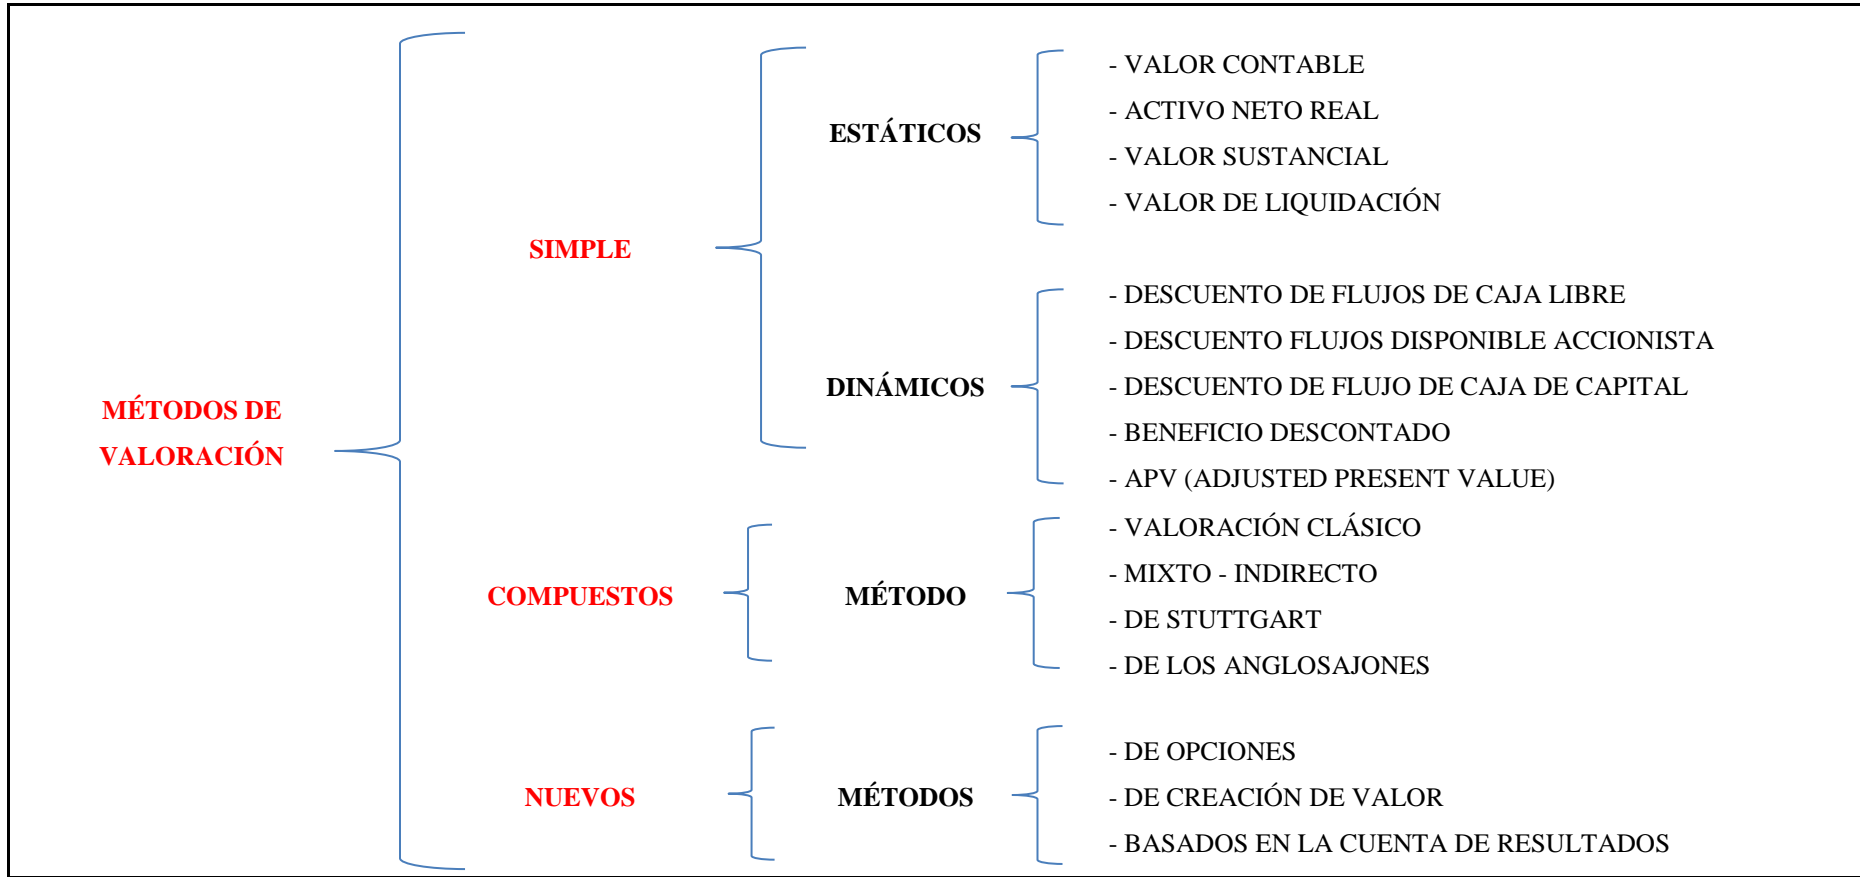 MÉTODOS DE
VALORACIÓN
SIMPLE
ESTÁTICOS
- VALOR CONTABLE
- ACTIVO NETO REAL
- VALOR SUSTANCIAL
- VALOR DE LIQUIDACIÓN
DINÁMICOS
- DESCUENTO DE FLUJOS DE CAJA LIBRE
- DESCUENTO FLUJOS DISPONIBLE ACCIONISTA
- DESCUENTO DE FLUJO DE CAJA DE CAPITAL
- BENEFICIO DESCONTADO
- APV (ADJUSTED PRESENT VALUE)
COMPUESTOS
MÉTODO
- VALORACIÓN CLÁSICO
- MIXTO - INDIRECTO
- DE STUTTGART
- DE LOS ANGLOSAJONES
NUEVOS
MÉTODOS
- DE OPCIONES
- DE CREACIÓN DE VALOR
- BASADOS EN LA CUENTA DE RESULTADOS